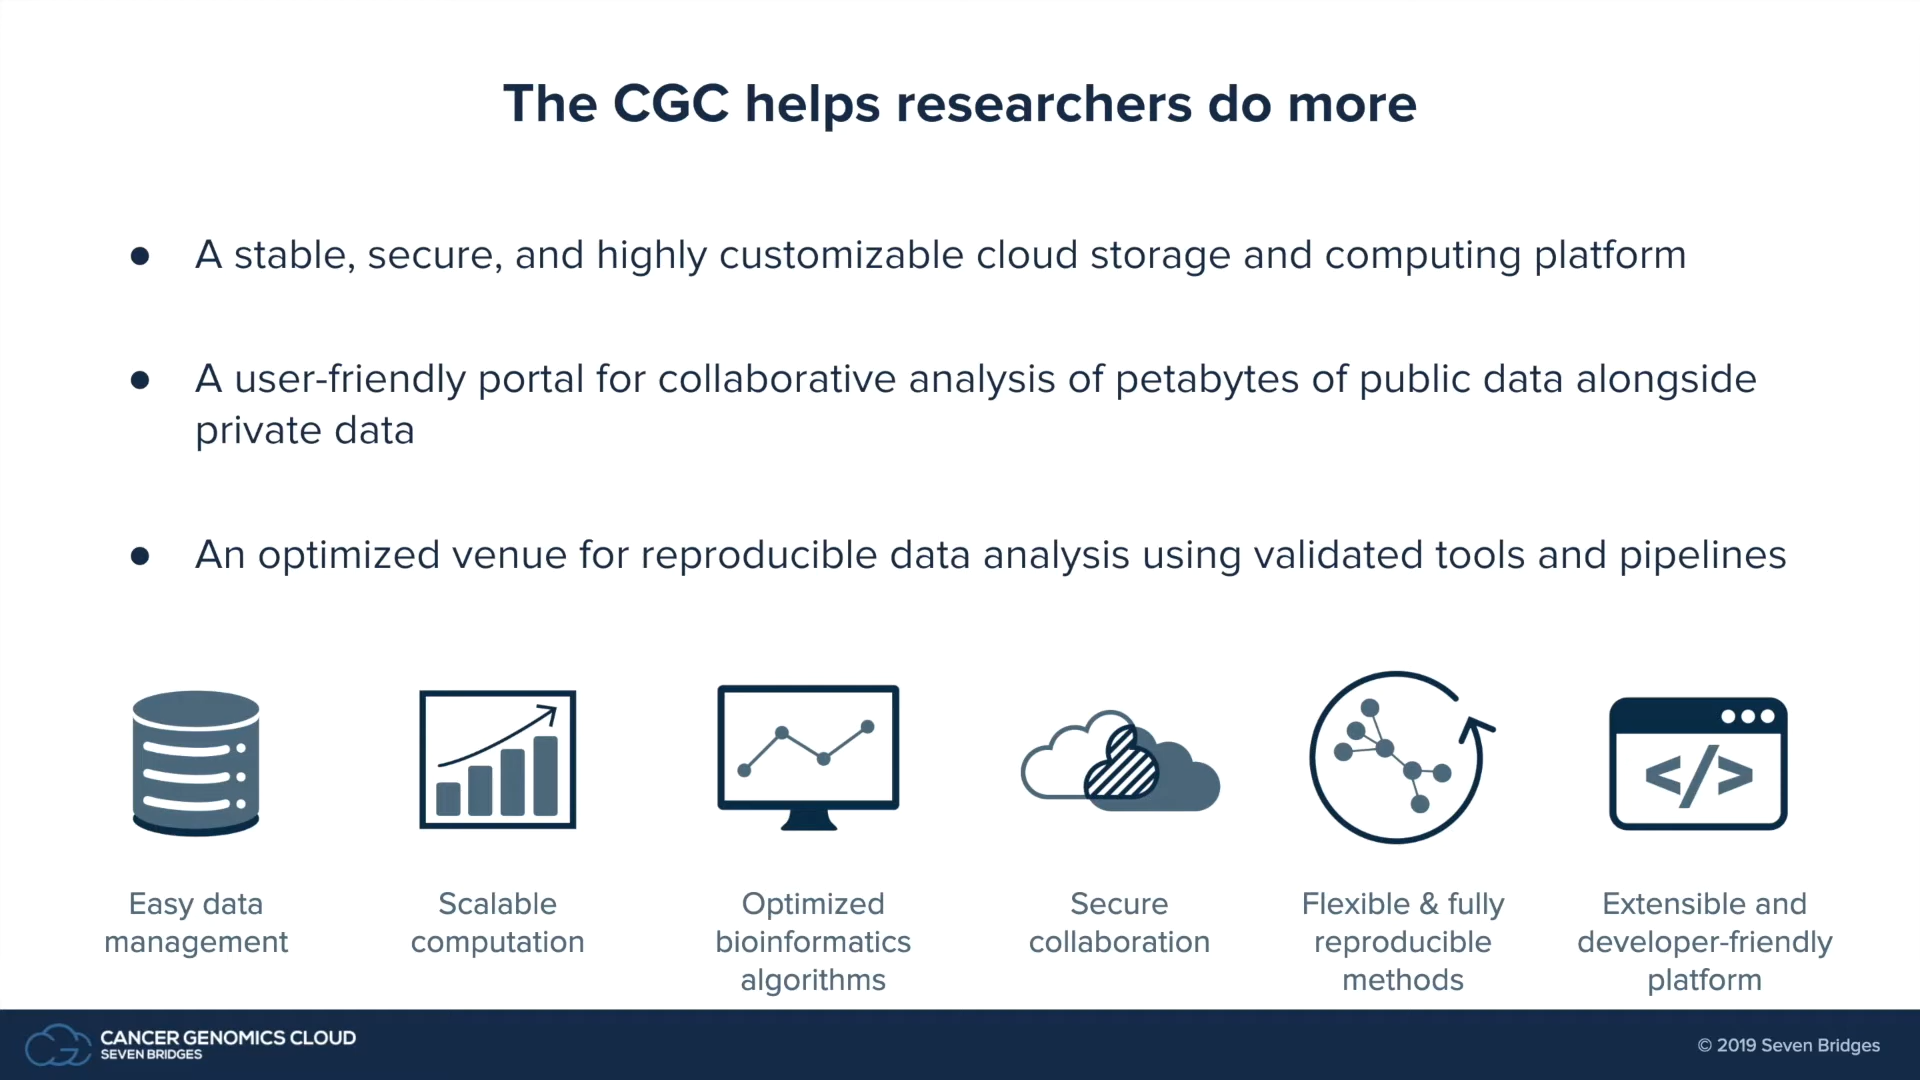 The CGC helps researchers do more
● A stable, secure, and highly customizable cloud storage and computing platform
● A user-friendly portal for collaborative analysis of petabytes of public data alongside
private data
● An optimized venue for reproducible data analysis using validated tools and pipelines
</>
Easy data
management
Scalable
computation
Optimized
bioinformatics
algorithms
Secure
collaboration
Flexible & fully
reproducible
methods
Extensible and
developer-friendly
platform
CANCER GENOMICS CLOUD
SEVEN BRIDGES
© 2019 Seven Bridges